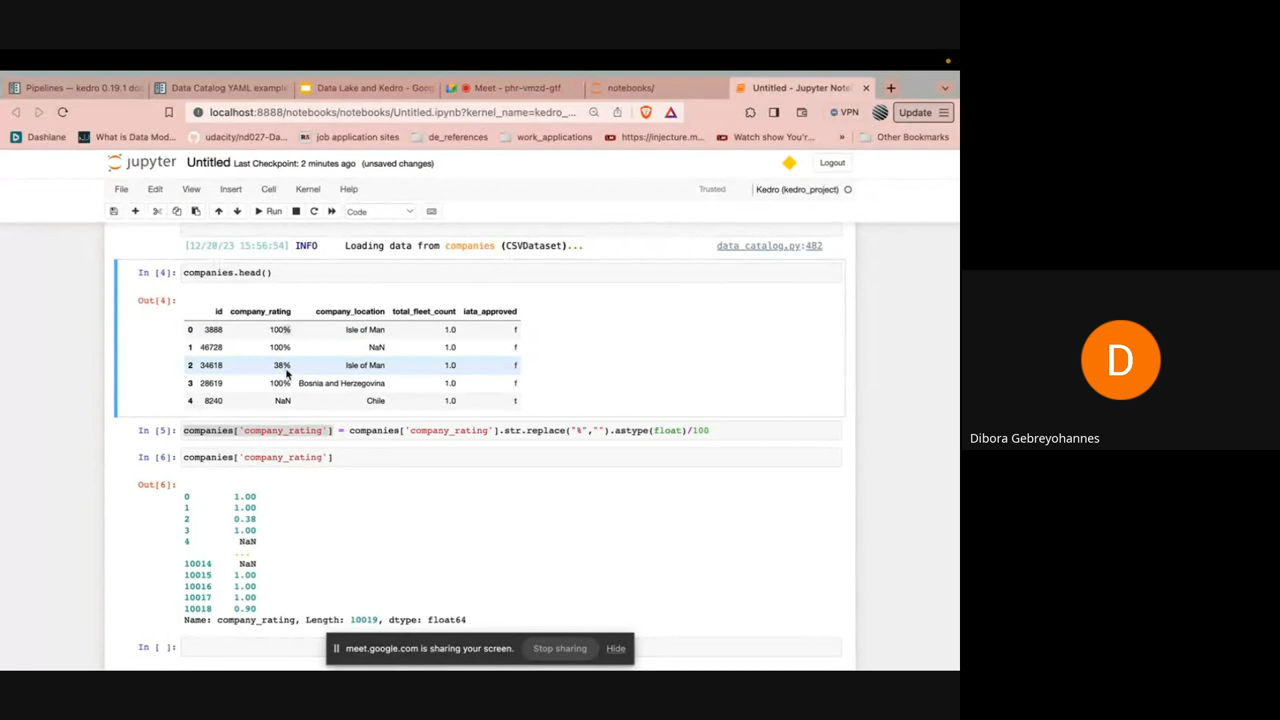 Pipelines — kedro 0.19.1 do
Data Catalog YAML example
Data Lake and Kedro - Goo
Meet - phr-vmzd-gtf
notebooks/
Untitled - Jupyter Note
localhost:8888/notebooks/notebooks/Untitled.ipynb?kernel_name=kedro_...
VPN
Update
Dashlane
What is Data Mod...
udacity/nd027-Da...
job application sites
de_references
work_applications
https://injecture.m...
Watch show You'r...
»
Other Bookmarks
jupyter Untitled Last Checkpoint: 2 minutes ago (unsaved changes)
Logout
File Edit View Insert Cell Kernel Help
Trusted
Kedro (kedro_project)
Run
Code
[12/20/23 15:56:54] INFO Loading data from companies (CSVDataset)... data_catalog.py:482
In [4]: companies.head()
Out[4]:
id company_rating company_location total_fleet_count iata_approved
0 3888 100% Isle of Man 1.0 f
1 46728 100% NaN 1.0 f
2 34618 38% Isle of Man 1.0 f
3 28619 100% Bosnia and Herzegovina 1.0 f
4 8240 NaN Chile 1.0 t
In [5]: companies['company_rating'] = companies['company_rating'].str.replace("%","").astype(float)/100
In [6]: companies['company_rating']
Out[6]:
0 1.00
1 1.00
2 0.38
3 1.00
4 NaN
...
10014 NaN
10015 1.00
10016 1.00
10017 1.00
10018 0.90
Name: company_rating, Length: 10019, dtype: float64
In [ ]:
meet.google.com is sharing your screen.
Stop sharing
Hide
D
Dibora Gebreyohannes